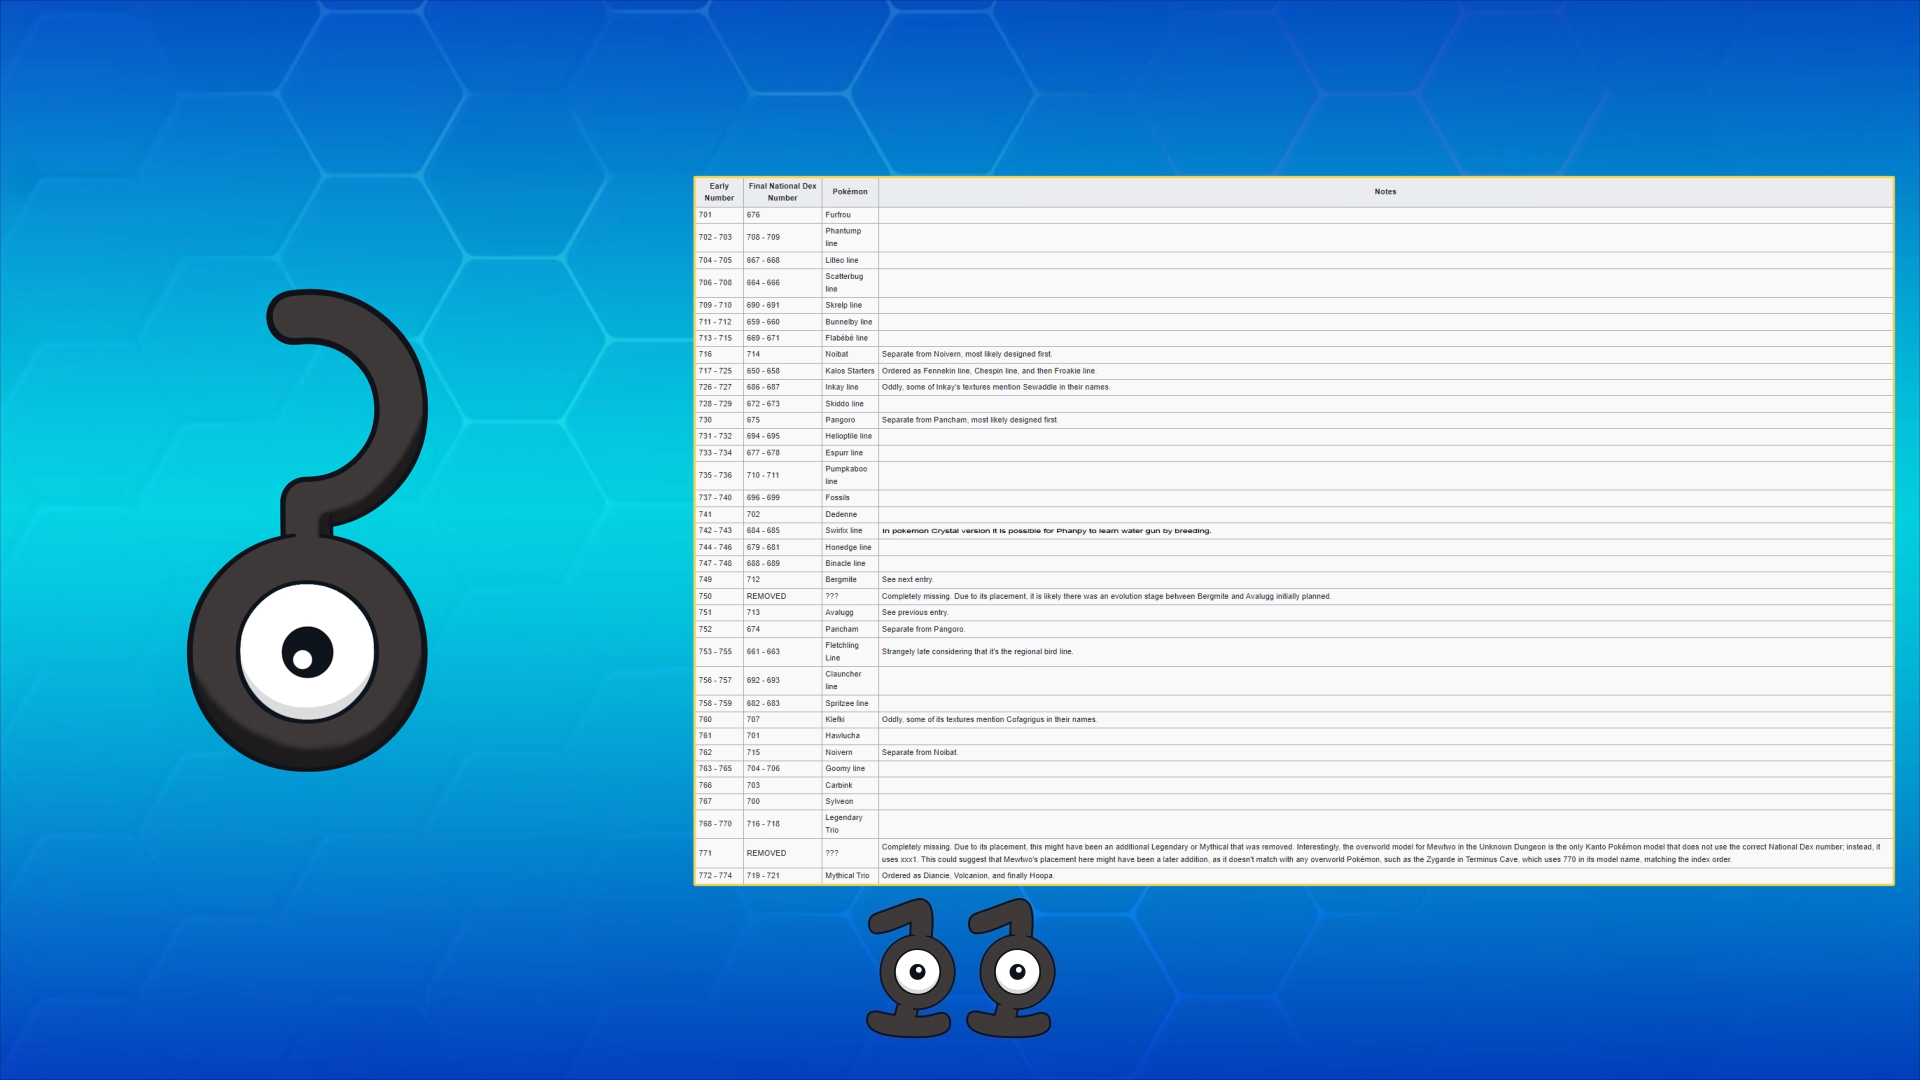 Early Number | Final National Dex Number | Pokémon | Notes
701 | 676 | Furfrou
702 - 703 | 708 - 709 | Phantump line
704 - 705 | 667 - 668 | Litleo line
706 - 708 | 664 - 666 | Scatterbug line
709 - 710 | 690 - 691 | Skrelp line
711 - 712 | 659 - 660 | Bunnelby line
713 - 715 | 669 - 671 | Flabébé line
716 | 714 | Noibat | Separate from Noivern, most likely designed first.
717 - 725 | 650 - 658 | Kalos Starters | Ordered as Fennekin line, Chespin line, and then Froakie line.
726 - 727 | 686 - 687 | Inkay line | Oddly, some of Inkay's textures mention Sewaddle in their names.
728 - 729 | 672 - 673 | Skiddo line
730 | 675 | Pangoro | Separate from Pancham, most likely designed first.
731 - 732 | 694 - 695 | Helioptile line
733 - 734 | 677 - 678 | Espurr line
735 - 736 | 710 - 711 | Pumpkaboo line
737 - 740 | 696 - 699 | Fossils
741 | 702 | Dedenne
742 - 743 | 684 - 685 | Swirlix line | In pokemon Crystal version it is possible for Phanpy to learn water gun by breeding.
744 - 746 | 679 - 681 | Honedge line
747 - 748 | 688 - 689 | Binacle line
749 | 712 | Bergmite | See next entry.
750 | REMOVED | ??? | Completely missing. Due to its placement, it is likely there was an evolution stage between Bergmite and Avalugg initially planned.
751 | 713 | Avalugg | See previous entry.
752 | 674 | Pancham | Separate from Pangoro.
753 - 755 | 661 - 663 | Fletchling Line | Strangely late considering that it's the regional bird line.
756 - 757 | 692 - 693 | Clauncher line
758 - 759 | 682 - 683 | Spritzee line
760 | 707 | Klefki | Oddly, some of its textures mention Cofagrigus in their names.
761 | 701 | Hawlucha
762 | 715 | Noivern | Separate from Noibat.
763 - 765 | 704 - 706 | Goomy line
766 | 703 | Carbink
767 | 700 | Sylveon
768 - 770 | 716 - 718 | Legendary Trio
771 | REMOVED | ??? | Completely missing. Due to its placement, this might have been an additional Legendary or Mythical that was removed. Interestingly, the overworld model for Mewtwo in the Unknown Dungeon is the only Kanto Pokémon model that does not use the correct National Dex number; instead, it
uses xxx1. This could suggest that Mewtwo's placement here might have been a later addition, as it doesn't match with any overworld Pokémon, such as the Zygarde in Terminus Cave, which uses 770 in its model name, matching the index order.
772 - 774 | 719 - 721 | Mythical Trio | Ordered as Diancie, Volcanion, and finally Hoopa.